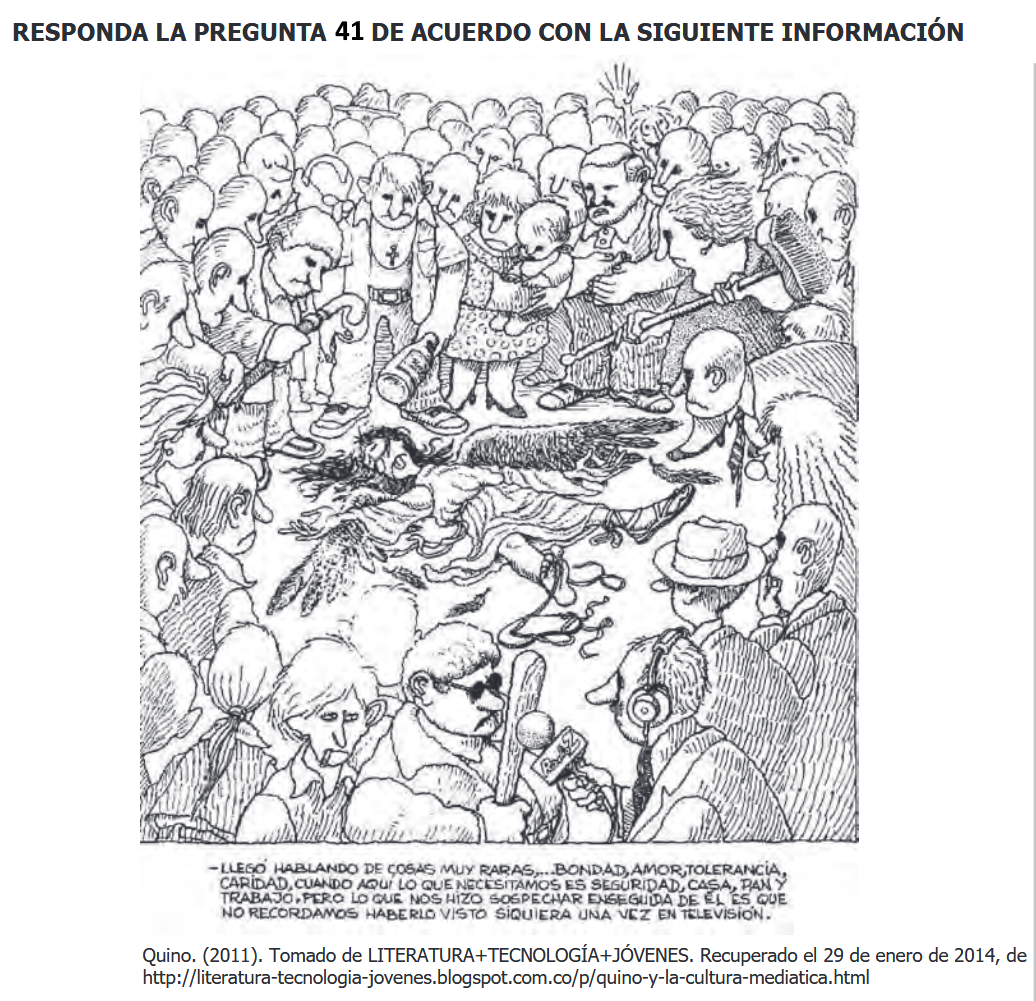 RESPONDA LA PREGUNTA 41 DE ACUERDO CON LA SIGUIENTE INFORMACIÓN
-LLEGÓ HABLANDO DE COSAS MUY RARAS,...BONDAD, AMOR, TOLERANCIA,
CARIDAD, CUANDO AQUÍ LO QUE NECESITAMOS ES SEGURIDAD, CASA, PAN Y
TRABAJO. PERO LO QUE NOS HIZO SOSPECHAR ENSEGUIDA DE ÉL ES QUE
NO RECORDAMOS HABERLO VISTO SIQUIERA UNA VEZ EN TELEVISIÓN.
Quino. (2011). Tomado de LITERATURA+TECNOLOGÍA+JÓVENES. Recuperado el 29 de enero de 2014, de
http://literatura-tecnologia-jovenes.blogspot.com.co/p/quino-y-la-cultura-mediatica.html